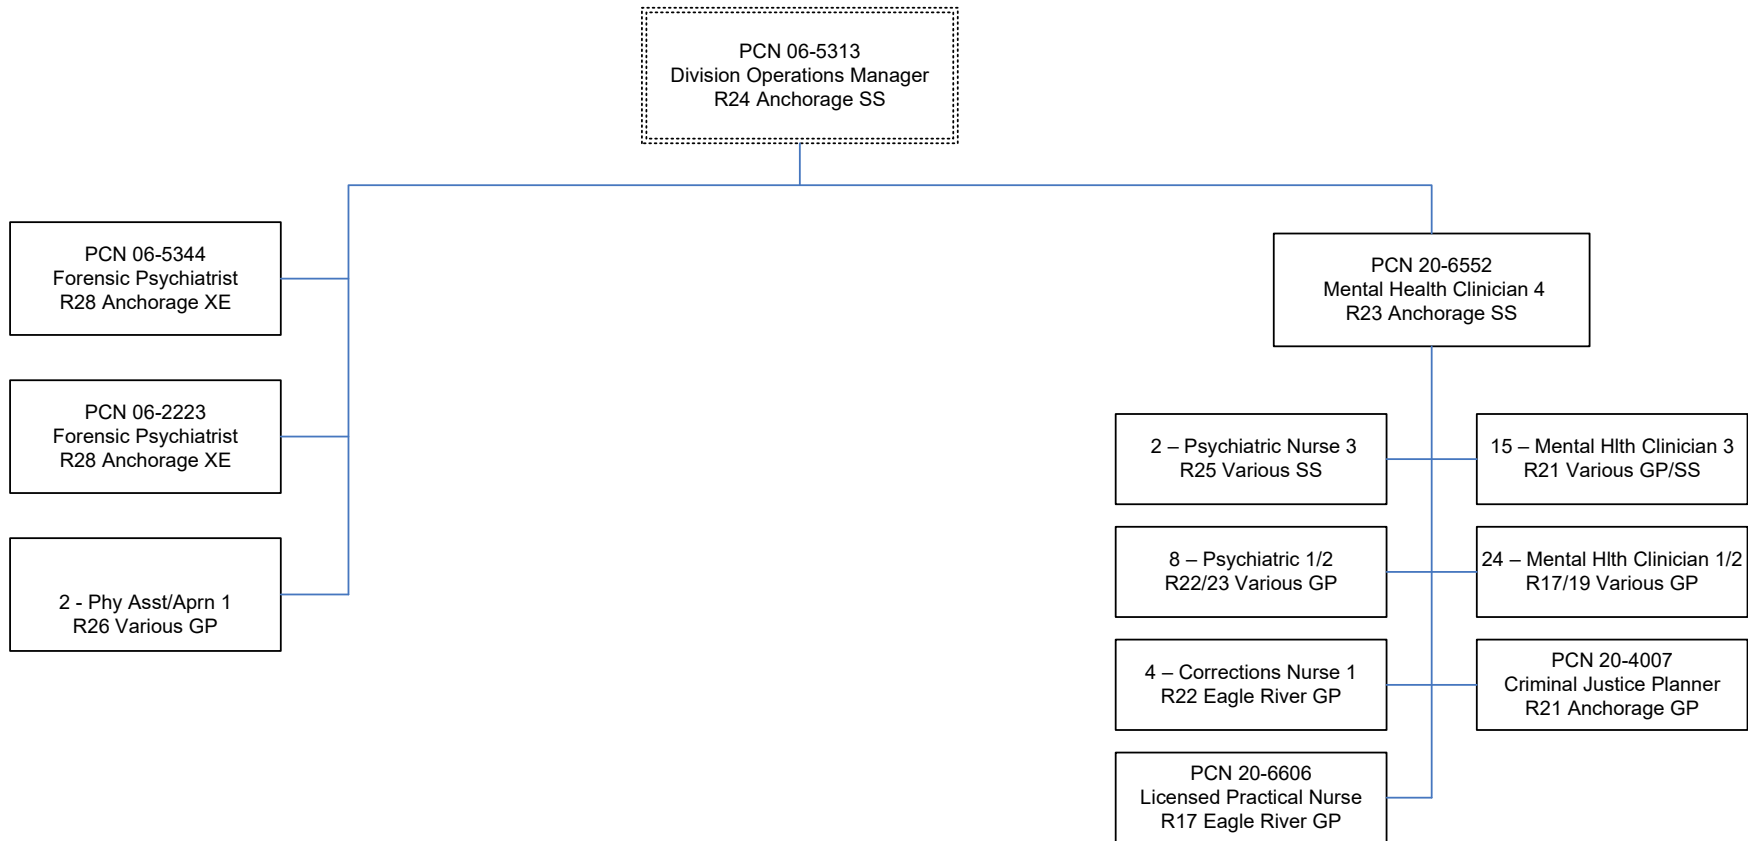 PCN 06-5313
Division Operations Manager
R24 Anchorage SS
PCN 06-5344
Forensic Psychiatrist
R28 Anchorage XE
PCN 06-2223
Forensic Psychiatrist
R28 Anchorage XE
2 - Phy Asst/Aprn 1
R26 Various GP
PCN 20-6552
Mental Health Clinician 4
R23 Anchorage SS
2 – Psychiatric Nurse 3
R25 Various SS
15 – Mental Hlth Clinician 3
R21 Various GP/SS
8 – Psychiatric 1/2
R22/23 Various GP
24 – Mental Hlth Clinician 1/2
R17/19 Various GP
4 – Corrections Nurse 1
R22 Eagle River GP
PCN 20-4007
Criminal Justice Planner
R21 Anchorage GP
PCN 20-6606
Licensed Practical Nurse
R17 Eagle River GP